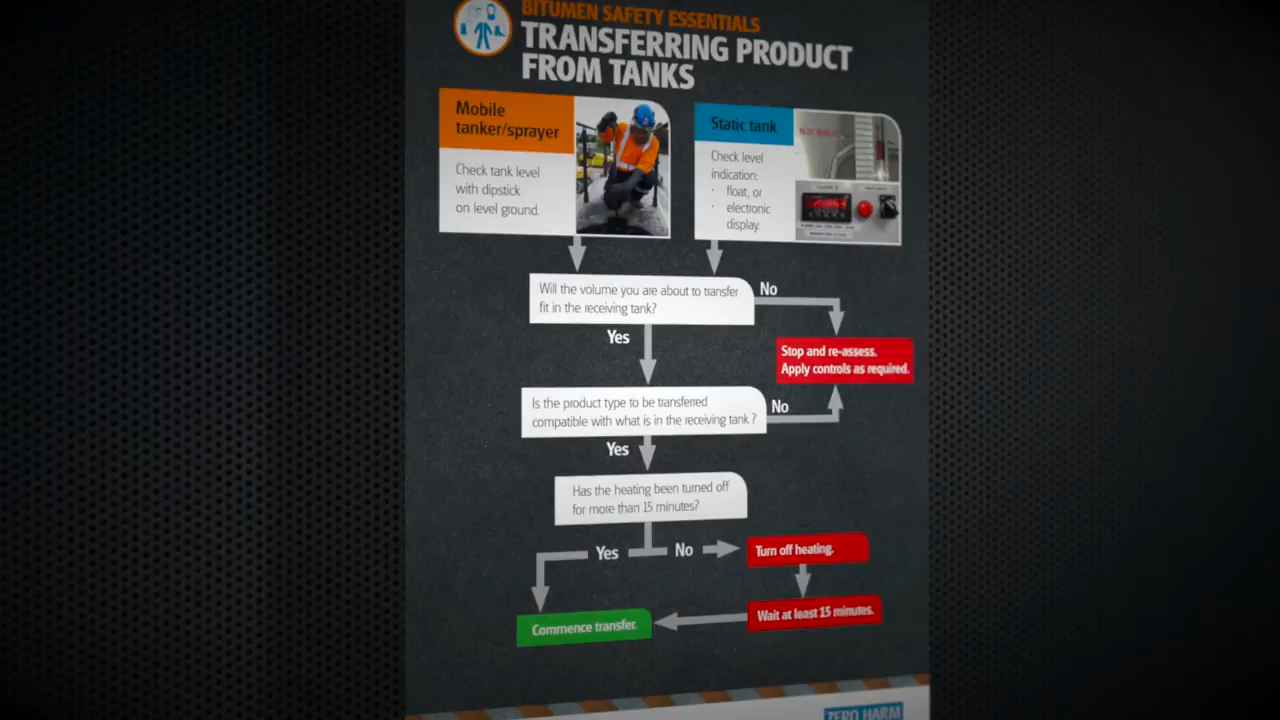 BITUMEN SAFETY ESSENTIALS
TRANSFERRING PRODUCT
FROM TANKS
Mobile
tanker/sprayer
Check tank level
with dipstick
on level ground.
Static tank
Check level
indication:
· float, or
· electronic
display.
Will the volume you are about to transfer
fit in the receiving tank?
No
Yes
Stop and re-assess.
Apply controls as required.
Is the product type to be transferred
compatible with what is in the receiving tank?
No
Yes
Has the heating been turned off
for more than 15 minutes?
Yes
No
Turn off heating.
Wait at least 15 minutes.
Commence transfer.
ZERO HARM